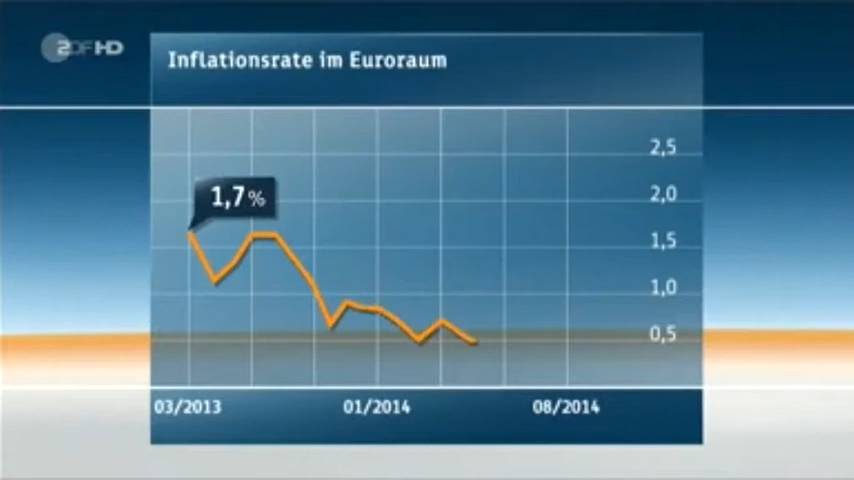 ZDF HD
Inflationsrate im Euroraum
2,5
2,0
1,7 %
1,5
1,0
0,5
03/2013 01/2014 08/2014